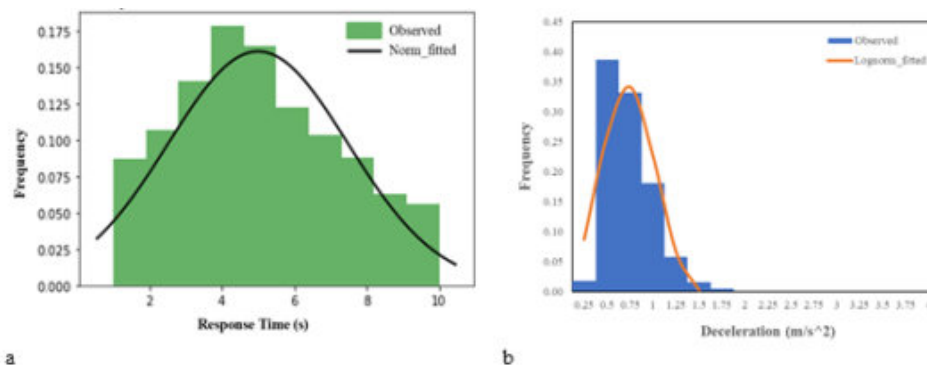 0.175
0.150
0.125
0.100
0.075
0.050
0.025
0.000
Frequency
Observed
Norm_fitted
2 4 6 8 10
Response Time (s)
a
0.45
0.40
0.35
0.30
0.25
0.20
0.15
0.10
0.05
0.00
Frequency
Observed
Lognorm_fitted
0.25 0.5 0.75 1 1.25 1.5 1.75 2 2.25 2.5 2.75 3 3.25 3.5 3.75
Deceleration (m/s^2)
b